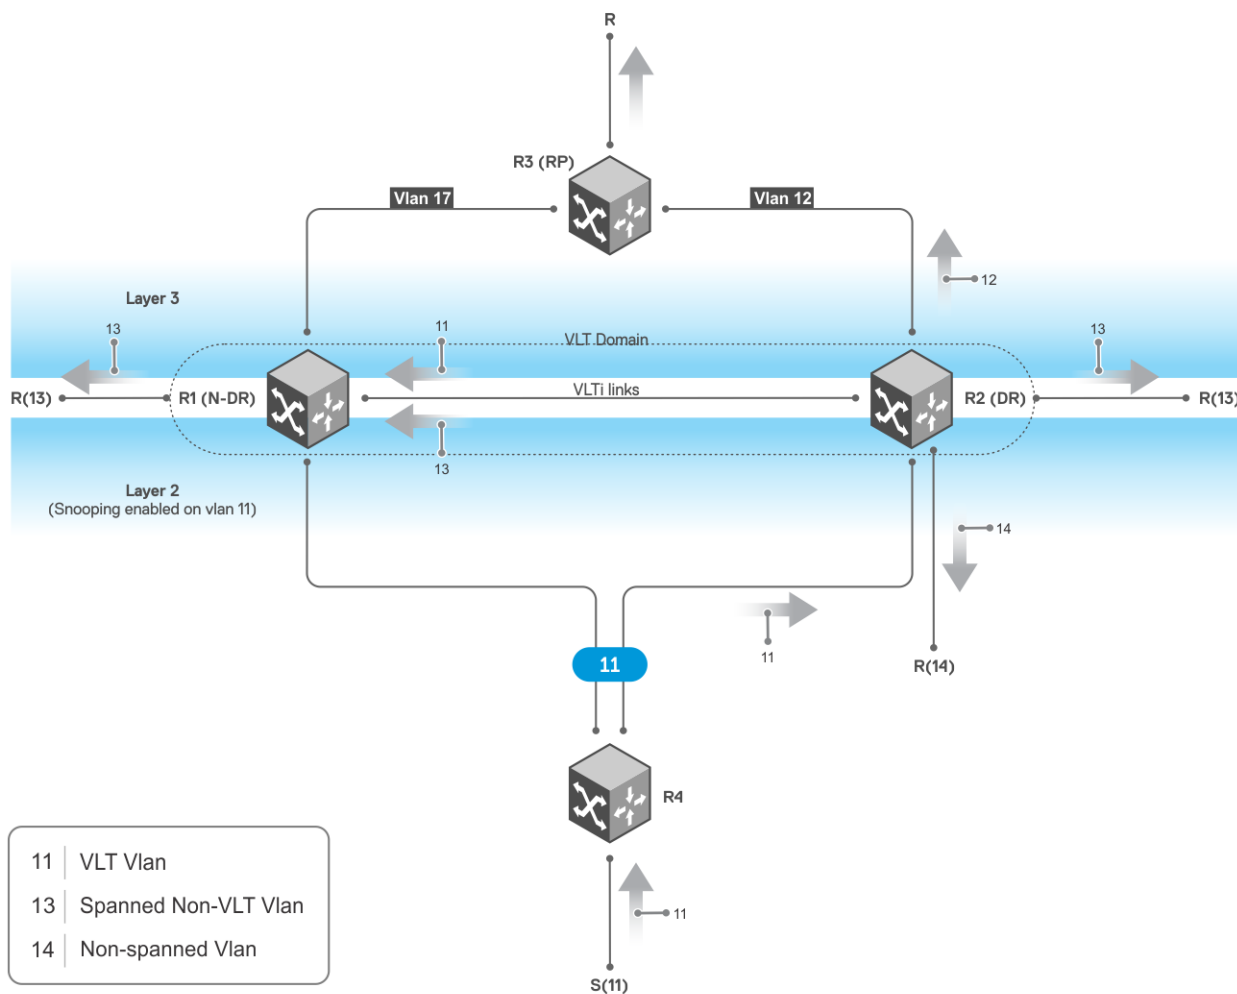 R
R3 (RP)
Vlan 17
Vlan 12
12
Layer 3
13
11
VLT Domain
13
R(13)
R1 (N-DR)
VLTi links
R2 (DR)
R(13)
13
Layer 2
(Snooping enabled on vlan 11)
14
11
11
R(14)
R4
11 VLT Vlan
13 Spanned Non-VLT Vlan
14 Non-spanned Vlan
11
S(11)